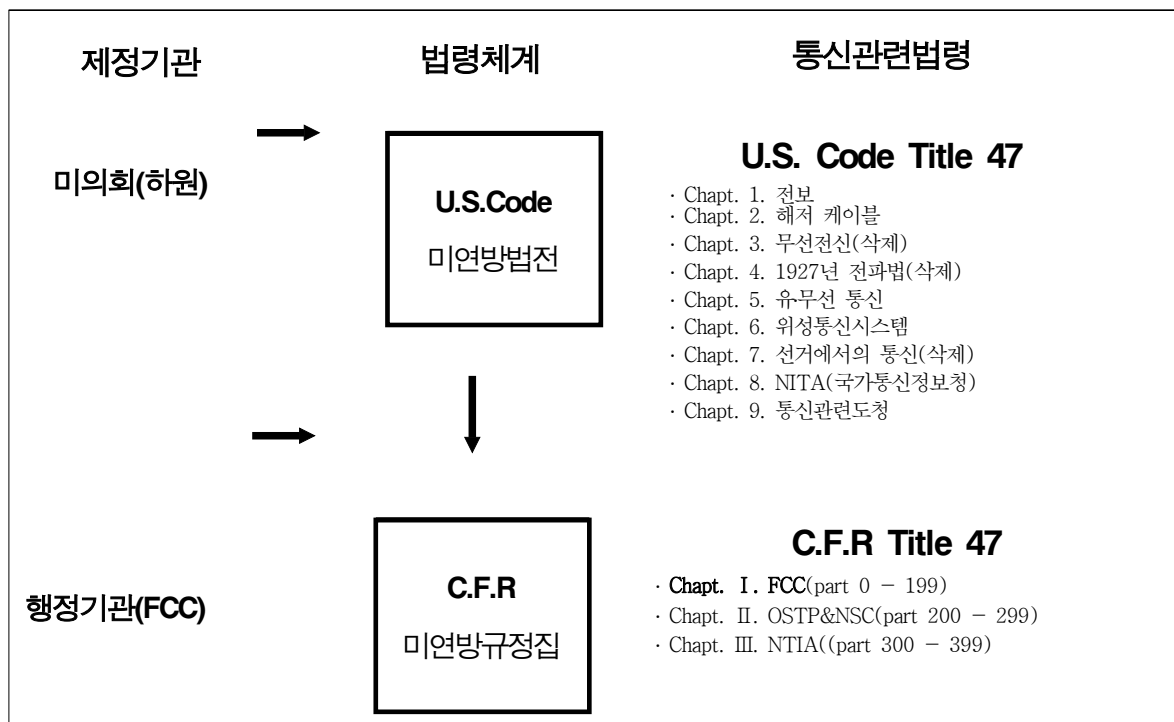 제정기관
법령체계
통신관련법령
미의회(하원)
U.S.Code
미연방법전
U.S. Code Title 47
· Chapt. 1. 전보
· Chapt. 2. 해저 케이블
· Chapt. 3. 무선전신(삭제)
· Chapt. 4. 1927년 전파법(삭제)
· Chapt. 5. 유·무선 통신
· Chapt. 6. 위성통신시스템
· Chapt. 7. 선거에서의 통신(삭제)
· Chapt. 8. NITA(국가통신정보청)
· Chapt. 9. 통신관련도청
행정기관(FCC)
C.F.R
미연방규정집
C.F.R Title 47
· Chapt. Ⅰ. FCC(part 0 - 199)
· Chapt. Ⅱ. OSTP&NSC(part 200 - 299)
· Chapt. Ⅲ. NTIA((part 300 - 399)